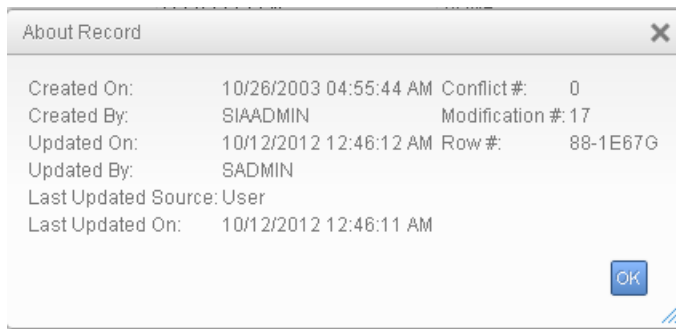 About Record
Created On: 10/26/2003 04:55:44 AM Conflict #: 0
Created By: SIAADMIN Modification #: 17
Updated On: 10/12/2012 12:46:12 AM Row #: 88-1E67G
Updated By: SADMIN
Last Updated Source: User
Last Updated On: 10/12/2012 12:46:11 AM
OK